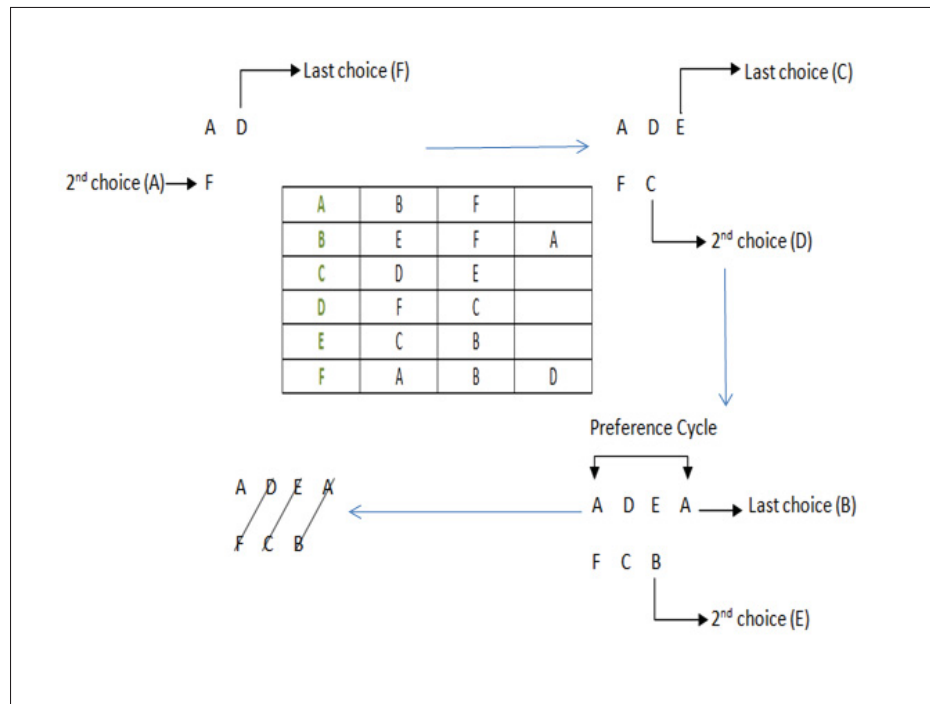 Last choice (F)
A D
2nd choice (A) F
Last choice (C)
A D E
F C
2nd choice (D)
A B F
B E F A
C D E
D F C
E C B
F A B D
Preference Cycle
A D E A Last choice (B)
F C B
2nd choice (E)
A D E A
F C B